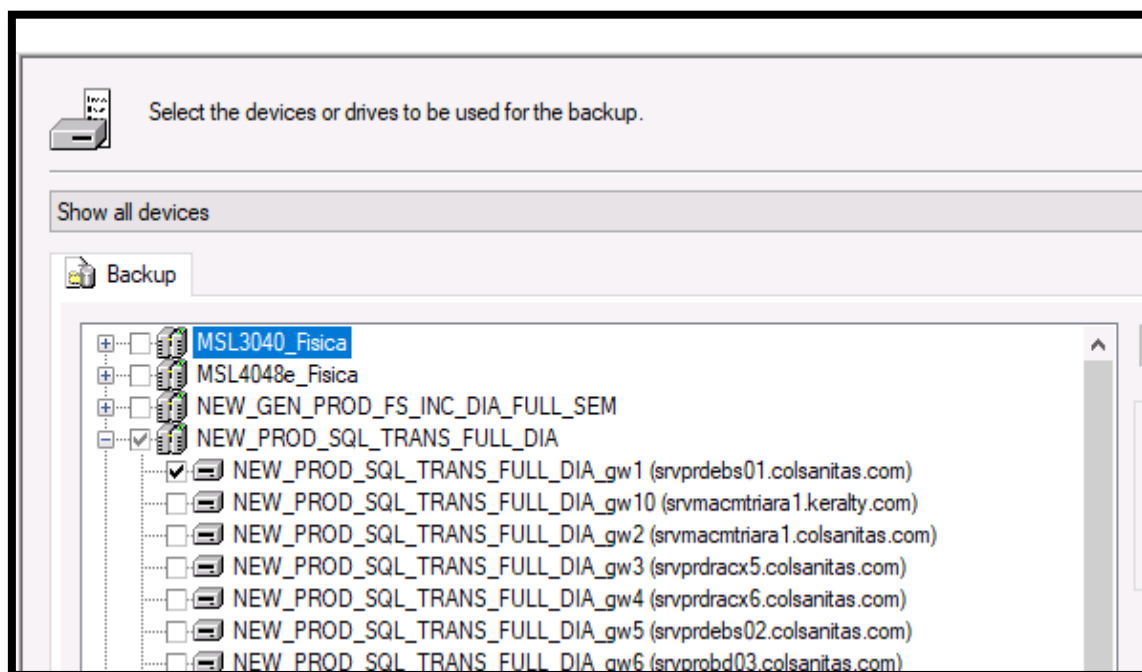 Select the devices or drives to be used for the backup.
Show all devices
Backup
MSL3040_Fisica
MSL4048e_Fisica
NEW_GEN_PROD_FS_INC_DIA_FULL_SEM
NEW_PROD_SQL_TRANS_FULL_DIA
NEW_PROD_SQL_TRANS_FULL_DIA_gw1 (srvprdebs01.colsanitas.com)
NEW_PROD_SQL_TRANS_FULL_DIA_gw10 (srvmacmtriara1.keralty.com)
NEW_PROD_SQL_TRANS_FULL_DIA_gw2 (srvmacmtriara1.colsanitas.com)
NEW_PROD_SQL_TRANS_FULL_DIA_gw3 (srvprdracx5.colsanitas.com)
NEW_PROD_SQL_TRANS_FULL_DIA_gw4 (srvprdracx6.colsanitas.com)
NEW_PROD_SQL_TRANS_FULL_DIA_gw5 (srvprdebs02.colsanitas.com)
NEW_PROD_SQL_TRANS_FULL_DIA_gw6 (srvprobd03.colsanitas.com)